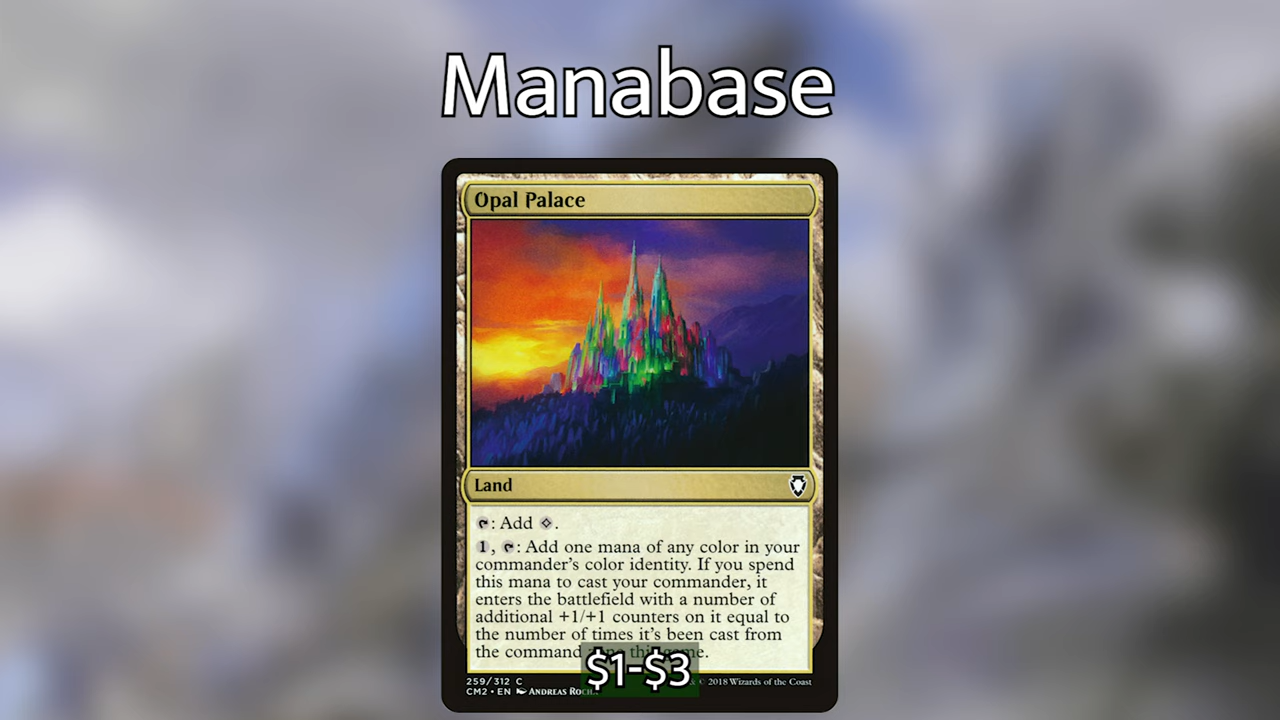 Manabase
Opal Palace
Land
: Add .
1, : Add one mana of any color in your
commander's color identity. If you spend
this mana to cast your commander, it
enters the battlefield with a number of
additional +1/+1 counters on it equal to
the number of times it's been cast from
the command game.
$1-$3
259/312 C
CM2 • EN Andreas Rocha
© 2018 Wizards of the Coast